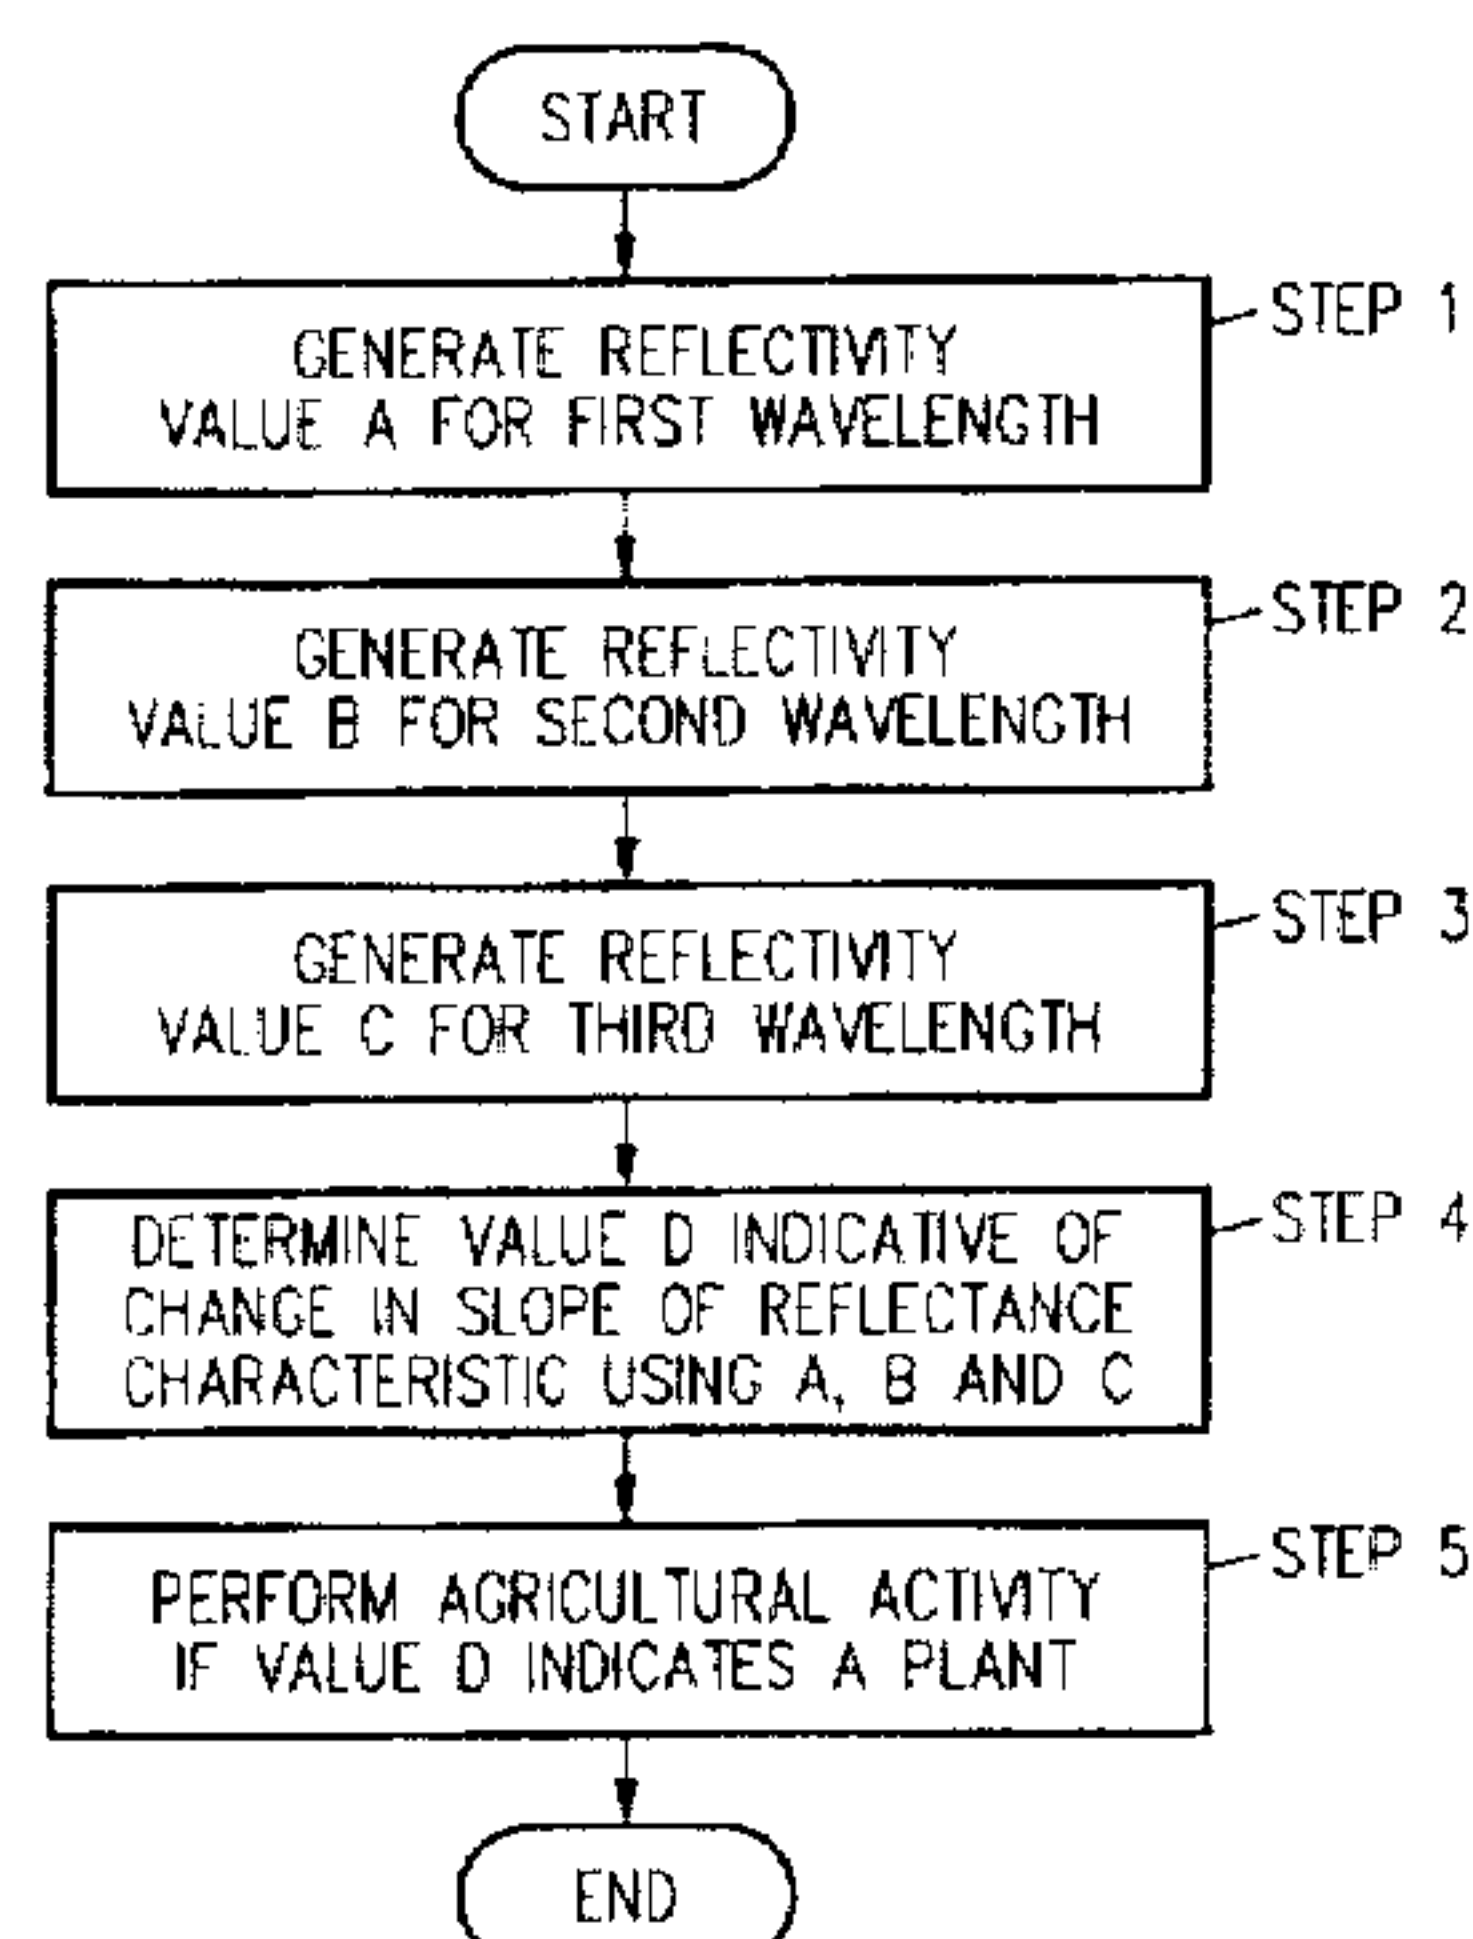 START
STEP 1
GENERATE REFLECTIVITY
VALUE A FOR FIRST WAVELENGTH
STEP 2
GENERATE REFLECTIVITY
VALUE B FOR SECOND WAVELENGTH
STEP 3
GENERATE REFLECTIVITY
VALUE C FOR THIRD WAVELENGTH
STEP 4
DETERMINE VALUE D INDICATIVE OF
CHANGE IN SLOPE OF REFLECTANCE
CHARACTERISTIC USING A, B AND C
STEP 5
PERFORM AGRICULTURAL ACTIVITY
IF VALUE D INDICATES A PLANT
END